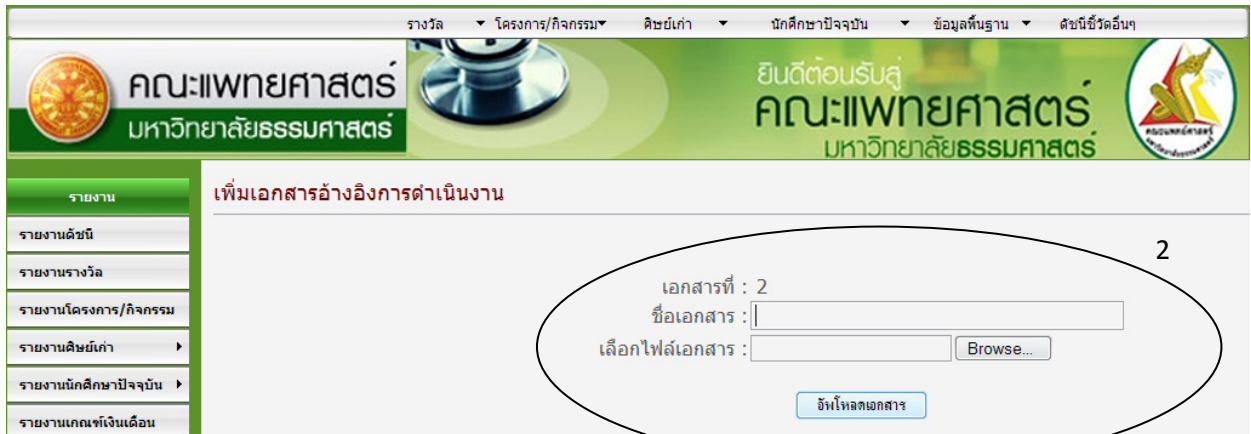 รางวัล โครงการ/กิจกรรม ศิษย์เก่า นักศึกษาปัจจุบัน ข้อมูลพื้นฐาน ดัชนีชี้วัดอื่นๆ
คณะแพทยศาสตร์
มหาวิทยาลัยธรรมศาสตร์
ยินดีต้อนรับสู่
คณะแพทยศาสตร์
มหาวิทยาลัยธรรมศาสตร์
รายงาน
รายงานดัชนี
รายงานรางวัล
รายงานโครงการ/กิจกรรม
รายงานศิษย์เก่า
รายงานนักศึกษาปัจจุบัน
รายงานเกณฑ์เงินเดือน
เพิ่มเอกสารอ้างอิงการดำเนินงาน
2
เอกสารที่ : 2
ชื่อเอกสาร :
เลือกไฟล์เอกสาร : Browse...
อัพโหลดเอกสาร